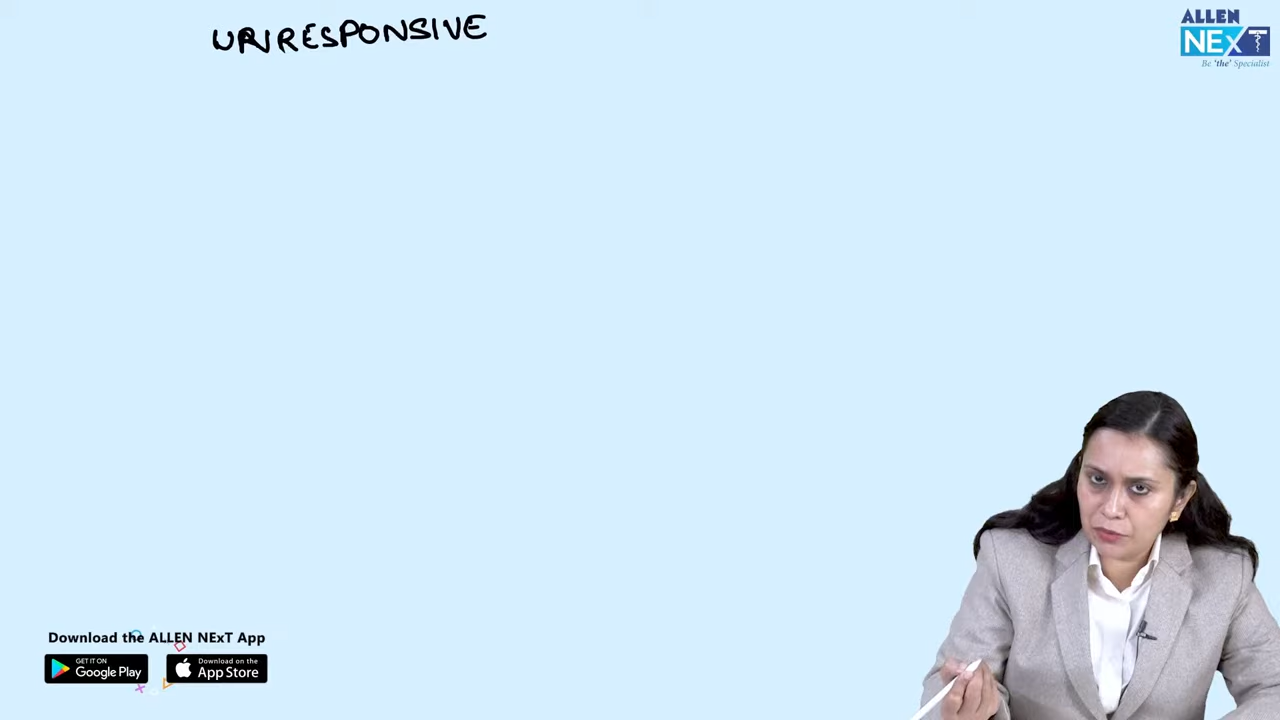 UNRESPONSIVE
ALLEN
NEXT
Be 'the' Specialist
Download the ALLEN NExT App
GET IT ON
Google Play
Download on the
App Store